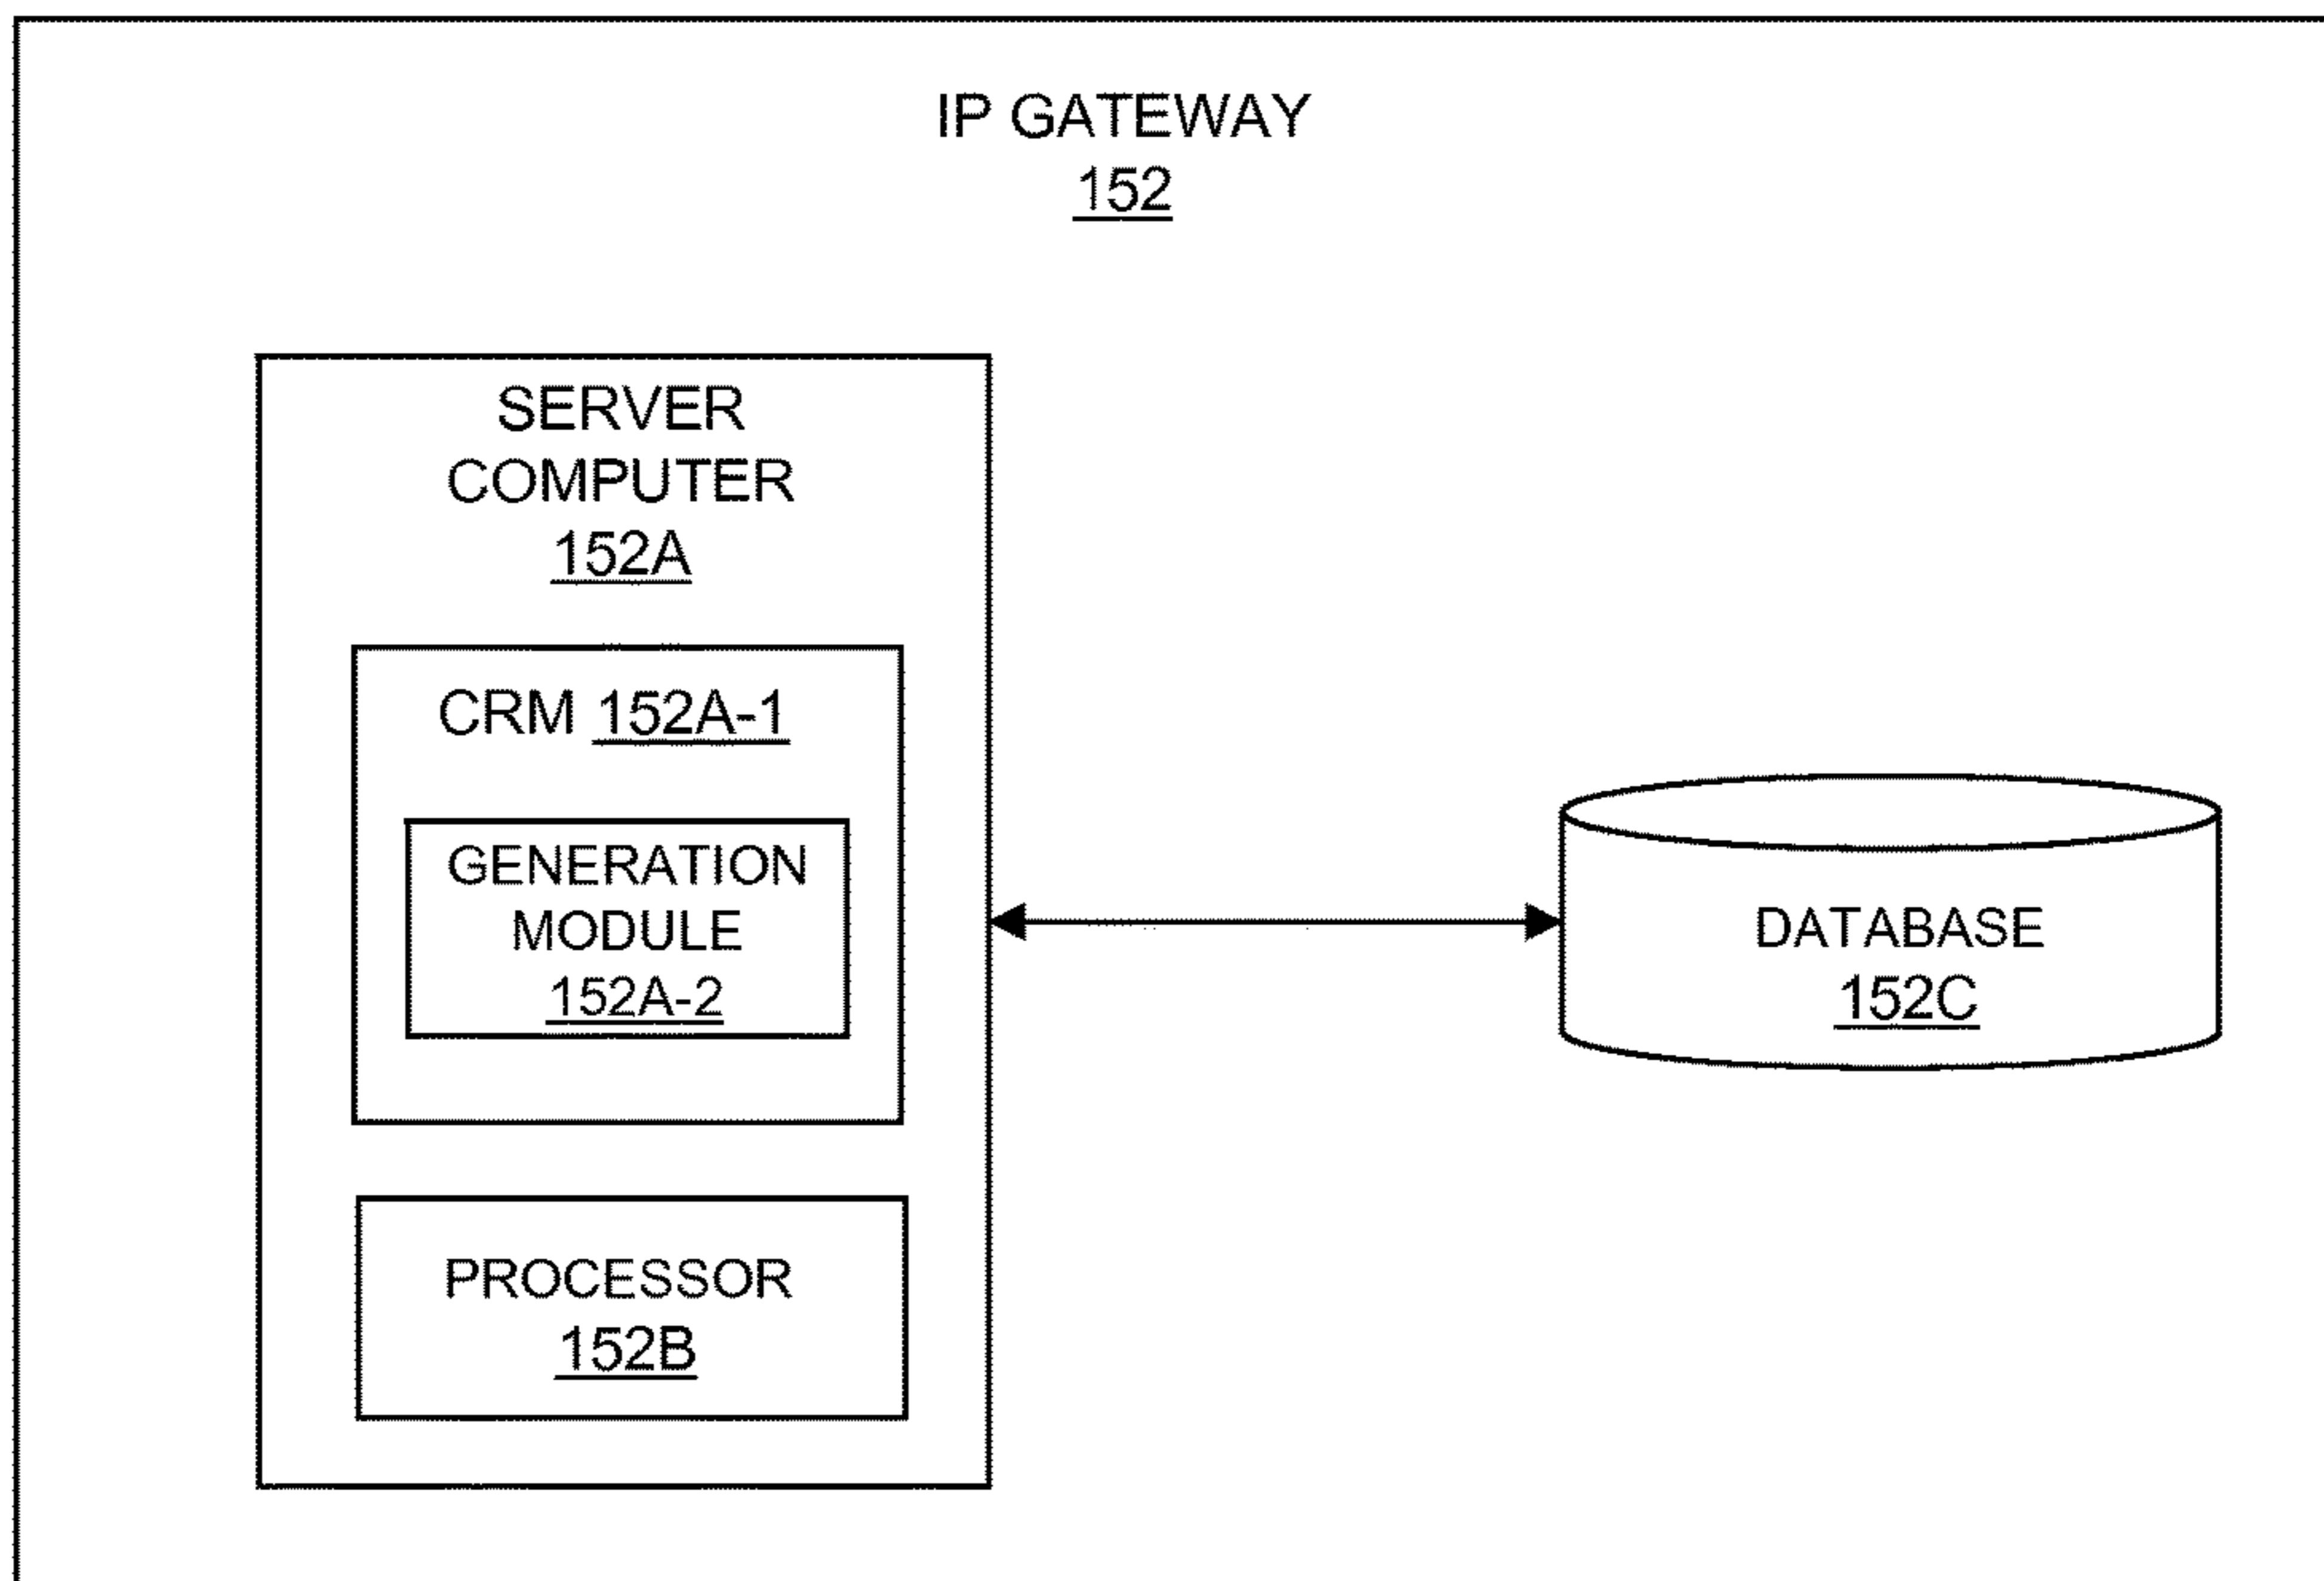 IP GATEWAY
152
SERVER
COMPUTER
152A
CRM 152A-1
GENERATION
MODULE
152A-2
PROCESSOR
152B
DATABASE
152C